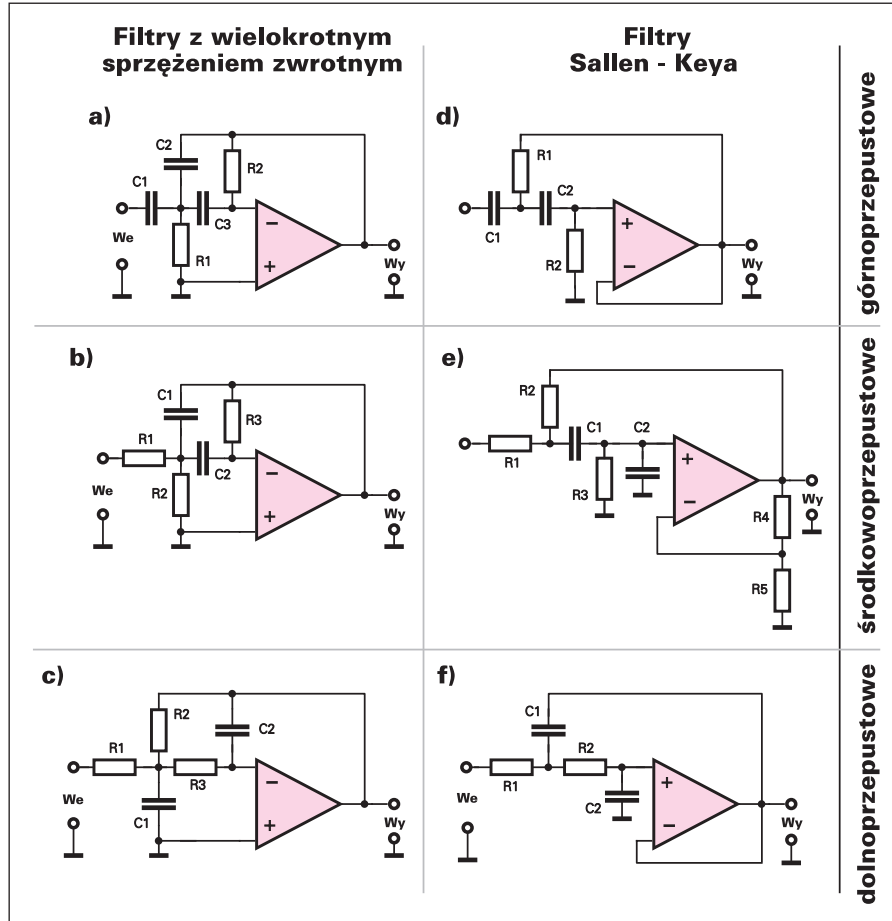 Filtry z wielokrotnym
sprzężeniem zwrotnym
Filtry
Sallen - Keya
a)
C2
R2
C1
C3
We
R1
−
+
Wy
d)
R1
C2
C1
R2
+
−
Wy
górnoprzepustowe
b)
C1
R3
R1
C2
We
R2
−
+
Wy
e)
R2
C1
C2
R1
R3
+
−
Wy
R4
R5
środkowoprzepustowe
c)
R2
C2
R1
R3
We
C1
−
+
Wy
f)
C1
R2
R1
We
C2
+
−
Wy
dolnoprzepustowe